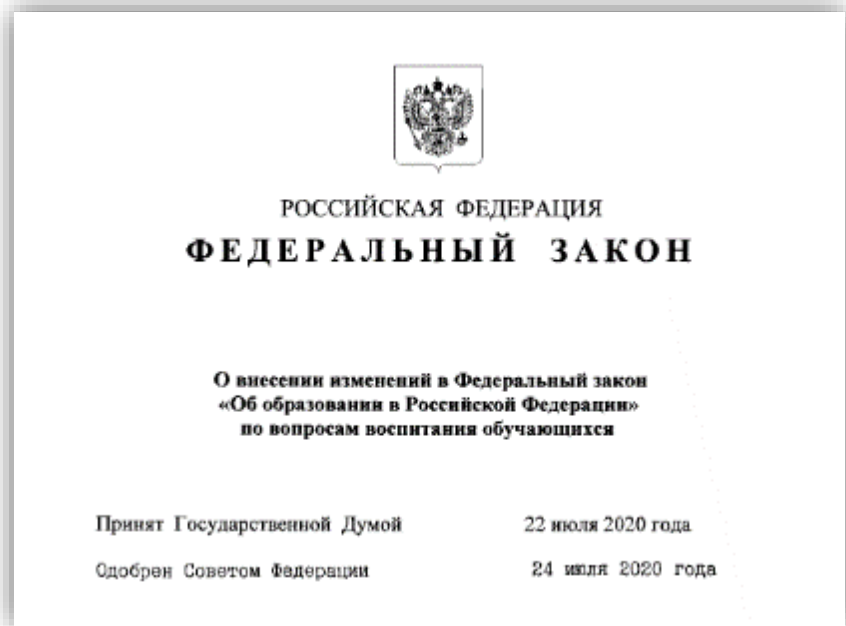 РОССИЙСКАЯ ФЕДЕРАЦИЯ
ФЕДЕРАЛЬНЫЙ ЗАКОН
О внесении изменений в Федеральный закон
«Об образовании в Российской Федерации»
по вопросам воспитания обучающихся
Принят Государственной Думой 22 июля 2020 года
Одобрен Советом Федерации 24 июля 2020 года